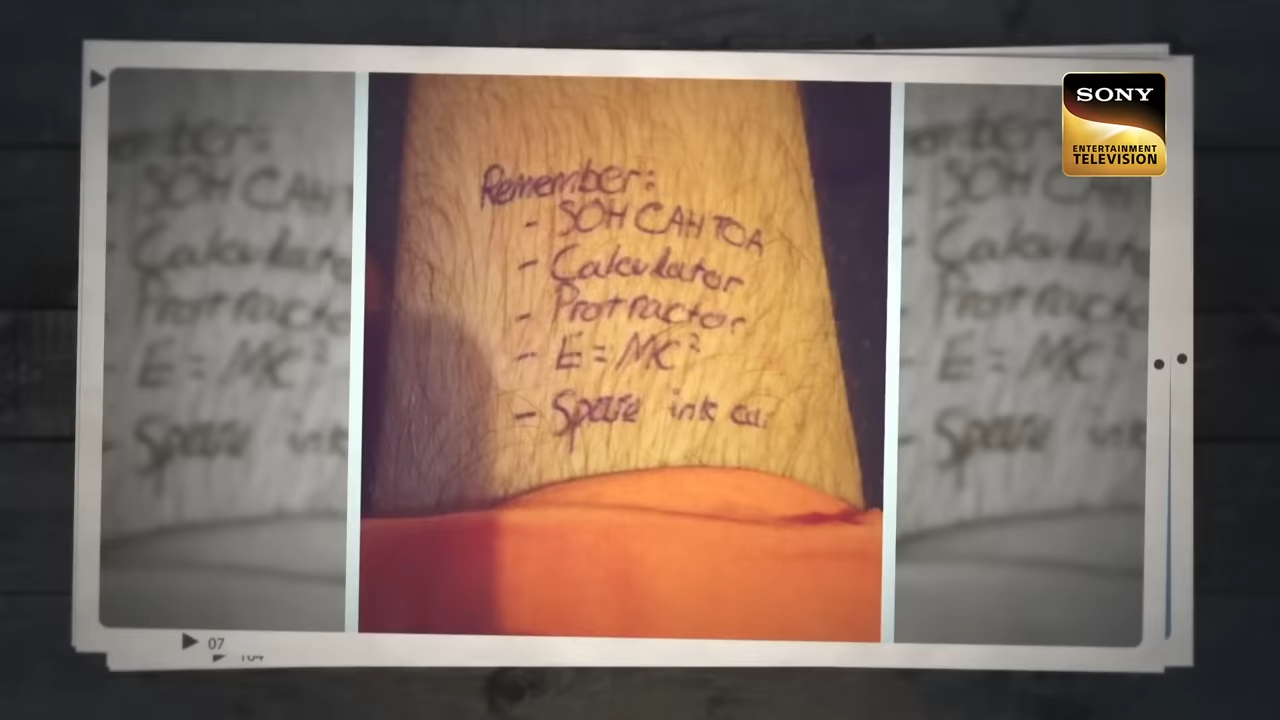 SONY
ENTERTAINMENT
TELEVISION
Remember:
- SOH CAH TOA
- Calculator
- Protractor
- E = MC²
- Spare ink
07